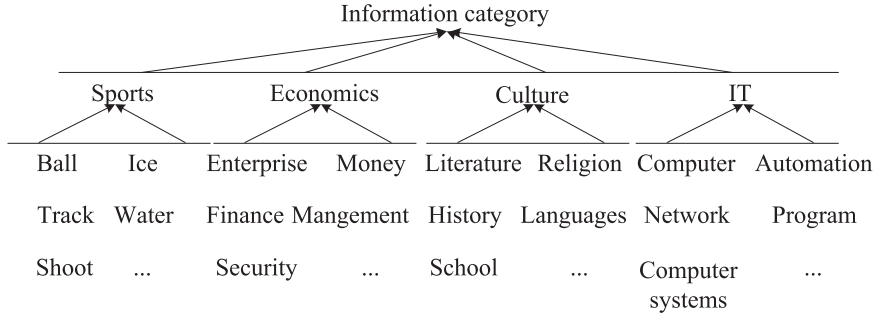 Information category
Sports Economics Culture IT
Ball Ice Enterprise Money Literature Religion Computer Automation
Track Water Finance Mangement History Languages Network Program
Shoot ... Security ... School ... Computer ...
systems